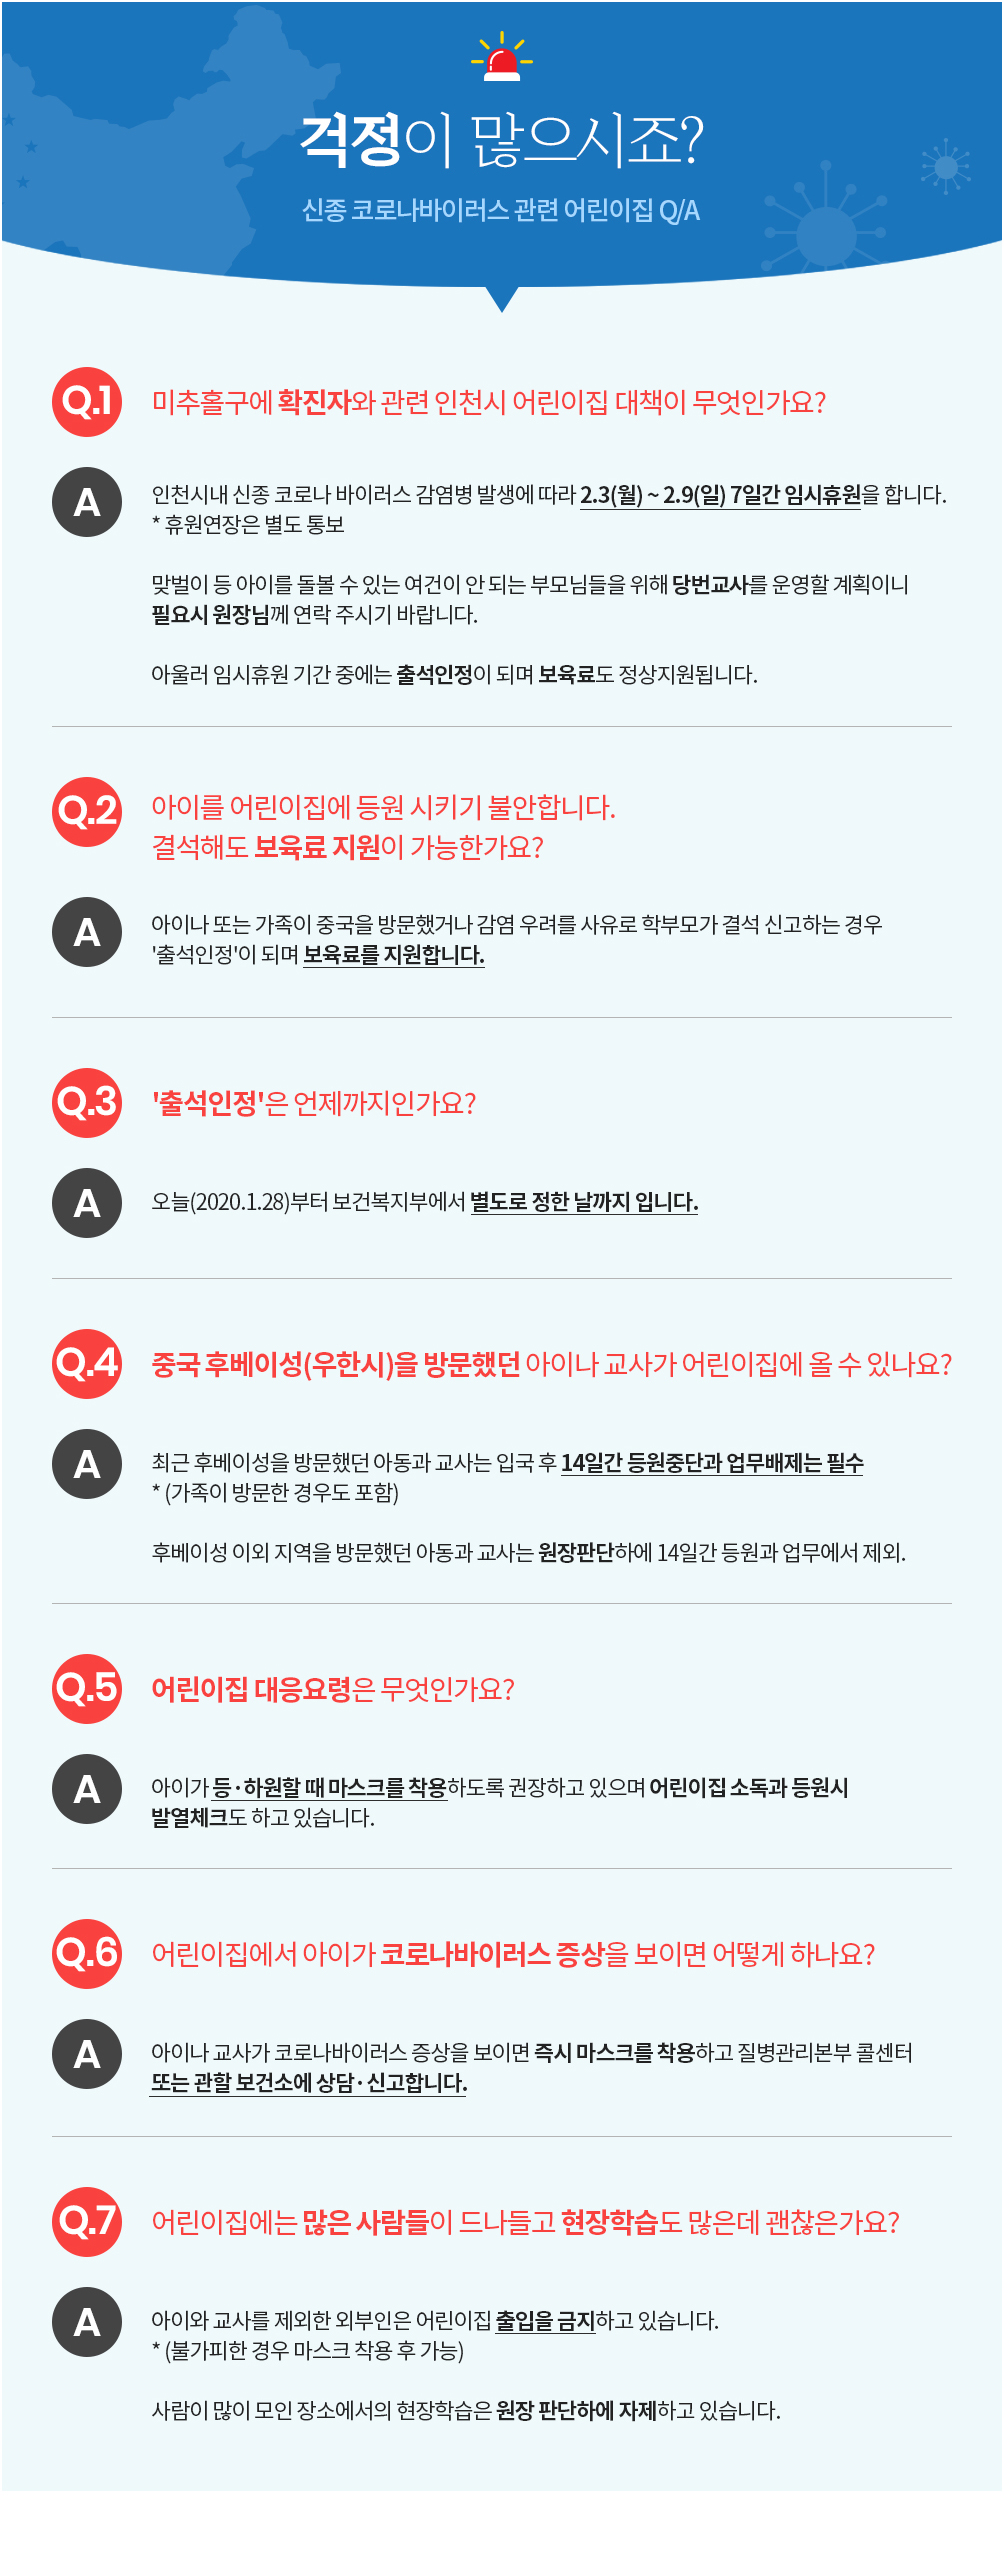 걱정이 많으시죠?
신종 코로나바이러스 관련 어린이집 Q/A
Q.1
미추홀구에 확진자와 관련 인천시 어린이집 대책이 무엇인가요?
A
인천시내 신종 코로나 바이러스 감염병 발생에 따라 2.3(월) ~ 2.9(일) 7일간 임시휴원을 합니다.
* 휴원연장은 별도 통보
맞벌이 등 아이를 돌볼 수 있는 여건이 안 되는 부모님들을 위해 당번교사를 운영할 계획이니
필요시 원장님께 연락 주시기 바랍니다.
아울러 임시휴원 기간 중에는 출석인정이 되며 보육료도 정상지원됩니다.
Q.2
아이를 어린이집에 등원 시키기 불안합니다.
결석해도 보육료 지원이 가능한가요?
A
아이나 또는 가족이 중국을 방문했거나 감염 우려를 사유로 학부모가 결석 신고하는 경우
'출석인정'이 되며 보육료를 지원합니다.
Q.3
'출석인정'은 언제까지인가요?
A
오늘(2020.1.28)부터 보건복지부에서 별도로 정한 날까지 입니다.
Q.4
중국 후베이성(우한시)을 방문했던 아이나 교사가 어린이집에 올 수 있나요?
A
최근 후베이성을 방문했던 아동과 교사는 입국 후 14일간 등원중단과 업무배제는 필수
* (가족이 방문한 경우도 포함)
후베이성 이외 지역을 방문했던 아동과 교사는 원장판단하에 14일간 등원과 업무에서 제외.
Q.5
어린이집 대응요령은 무엇인가요?
A
아이가 등·하원할 때 마스크를 착용하도록 권장하고 있으며 어린이집 소독과 등원시
발열체크도 하고 있습니다.
Q.6
어린이집에서 아이가 코로나바이러스 증상을 보이면 어떻게 하나요?
A
아이나 교사가 코로나바이러스 증상을 보이면 즉시 마스크를 착용하고 질병관리본부 콜센터
또는 관할 보건소에 상담·신고합니다.
Q.7
어린이집에는 많은 사람들이 드나들고 현장학습도 많은데 괜찮은가요?
A
아이와 교사를 제외한 외부인은 어린이집 출입을 금지하고 있습니다.
* (불가피한 경우 마스크 착용 후 가능)
사람이 많이 모인 장소에서의 현장학습은 원장 판단하에 자제하고 있습니다.